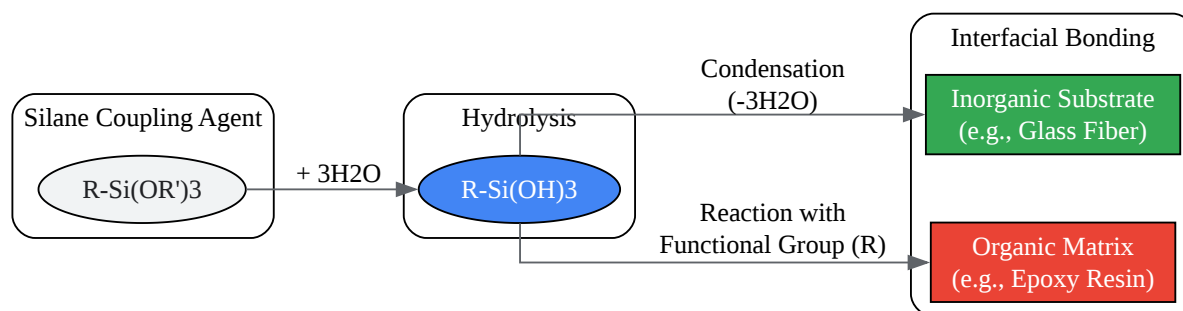 Silane Coupling Agent
R-Si(OR')3
+ 3H2O
Hydrolysis
R-Si(OH)3
Condensation
(-3H2O)
Reaction with
Functional Group (R)
Interfacial Bonding
Inorganic Substrate
(e.g., Glass Fiber)
Organic Matrix
(e.g., Epoxy Resin)